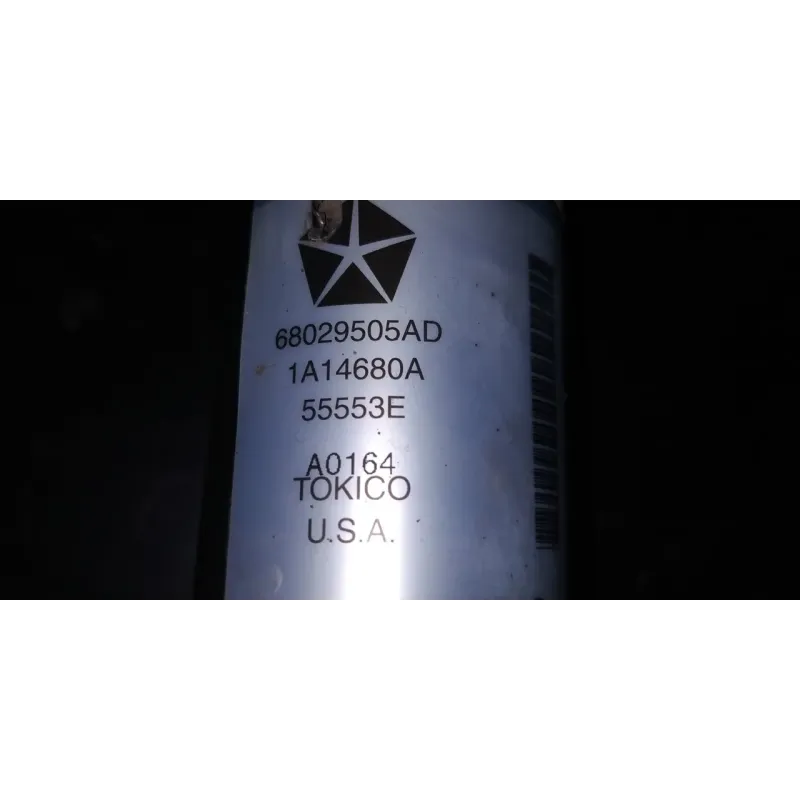 68029505AD
1A14680A
55553E
A0164
TOKICO
U.S.A.